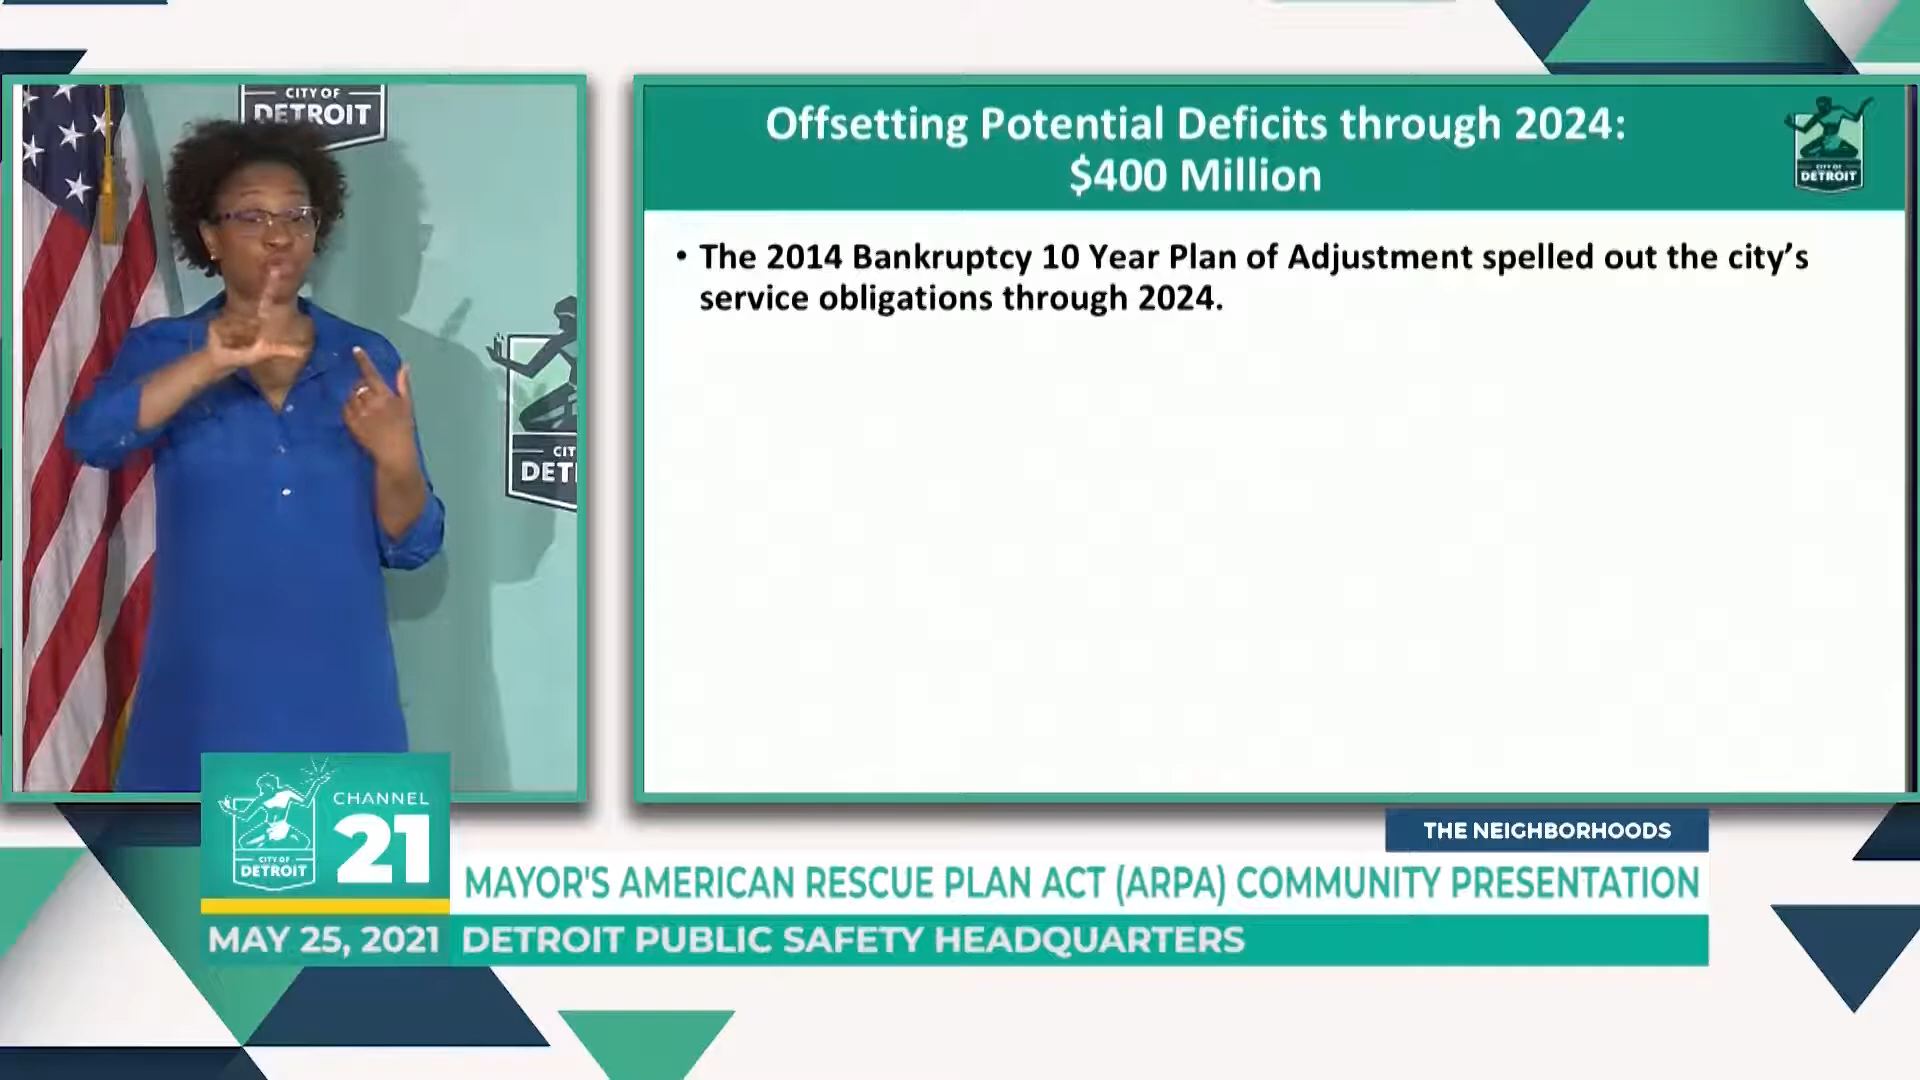 CITY OF
DETROIT
CIT
DET
Offsetting Potential Deficits through 2024:
$400 Million
CITY OF
DETROIT
• The 2014 Bankruptcy 10 Year Plan of Adjustment spelled out the city’s
service obligations through 2024.
CITY OF
DETROIT
CHANNEL
21
THE NEIGHBORHOODS
MAYOR'S AMERICAN RESCUE PLAN ACT (ARPA) COMMUNITY PRESENTATION
MAY 25, 2021
DETROIT PUBLIC SAFETY HEADQUARTERS